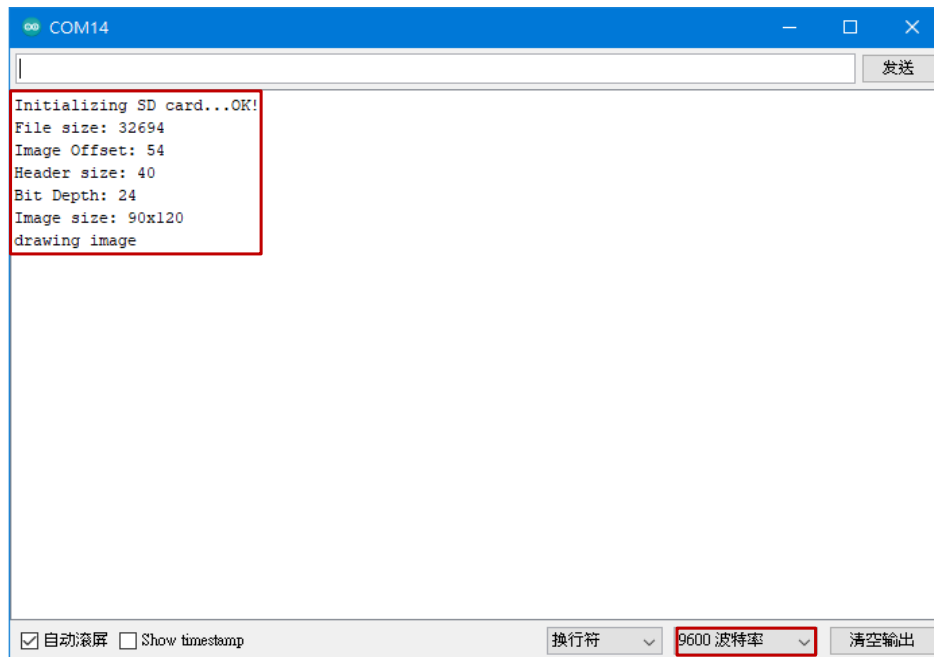 COM14
发送
Initializing SD card...OK!
File size: 32694
Image Offset: 54
Header size: 40
Bit Depth: 24
Image size: 90x120
drawing image
自动滚屏 Show timestamp 换行符 9600 波特率 清空输出